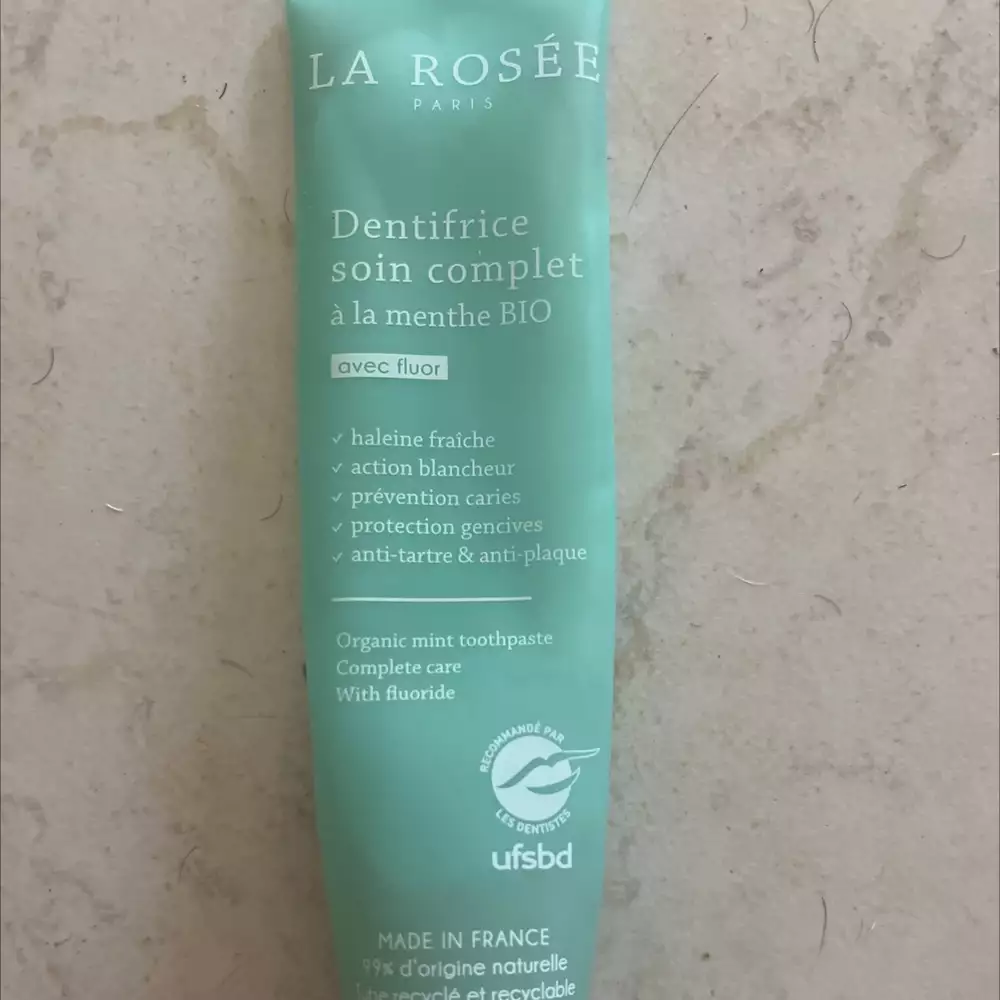 LA ROSÉE
PARIS
Dentifrice
soin complet
à la menthe BIO
avec fluor
✓ haleine fraîche
✓ action blancheur
✓ prévention caries
✓ protection gencives
✓ anti-tartre & anti-plaque
Organic mint toothpaste
Complete care
With fluoride
RECOMMANDÉ PAR
LES DENTISTES
ufsbd
MADE IN FRANCE
99% d'origine naturelle
Tube recyclé et recyclable